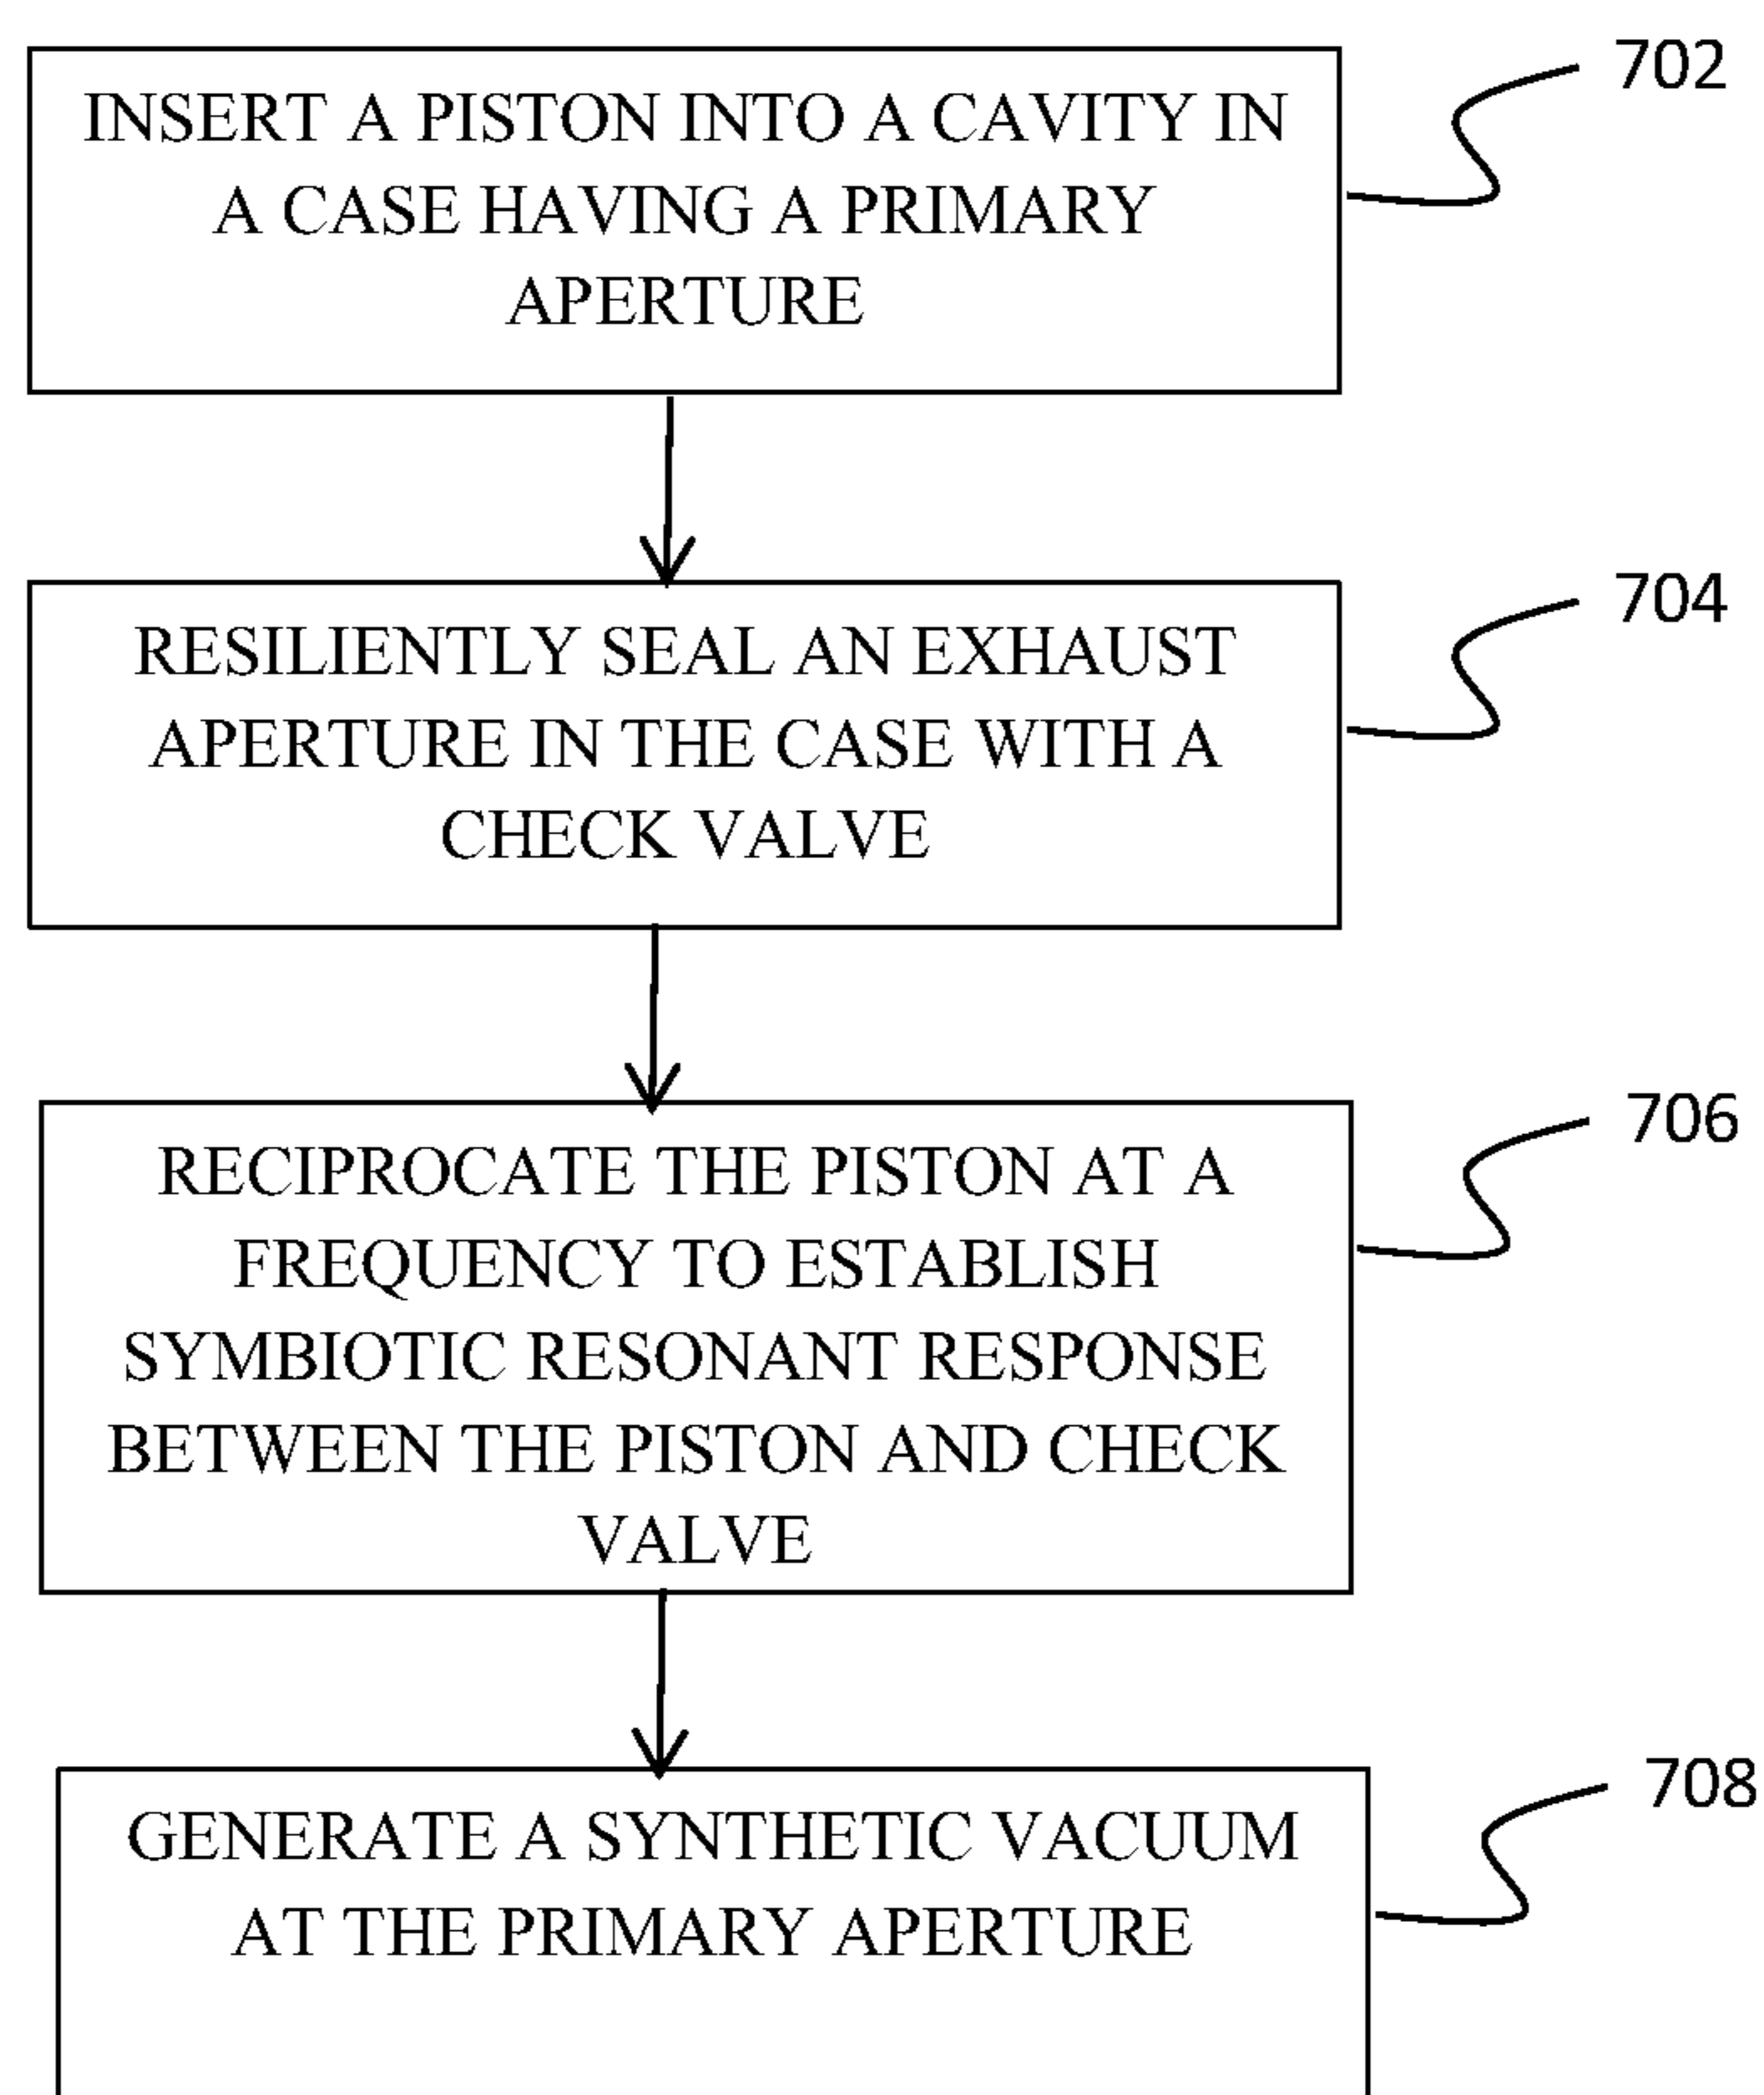 INSERT A PISTON INTO A CAVITY IN
A CASE HAVING A PRIMARY
APERTURE
702
RESILIENTLY SEAL AN EXHAUST
APERTURE IN THE CASE WITH A
CHECK VALVE
704
RECIPROCATE THE PISTON AT A
FREQUENCY TO ESTABLISH
SYMBIOTIC RESONANT RESPONSE
BETWEEN THE PISTON AND CHECK
VALVE
706
GENERATE A SYNTHETIC VACUUM
AT THE PRIMARY APERTURE
708